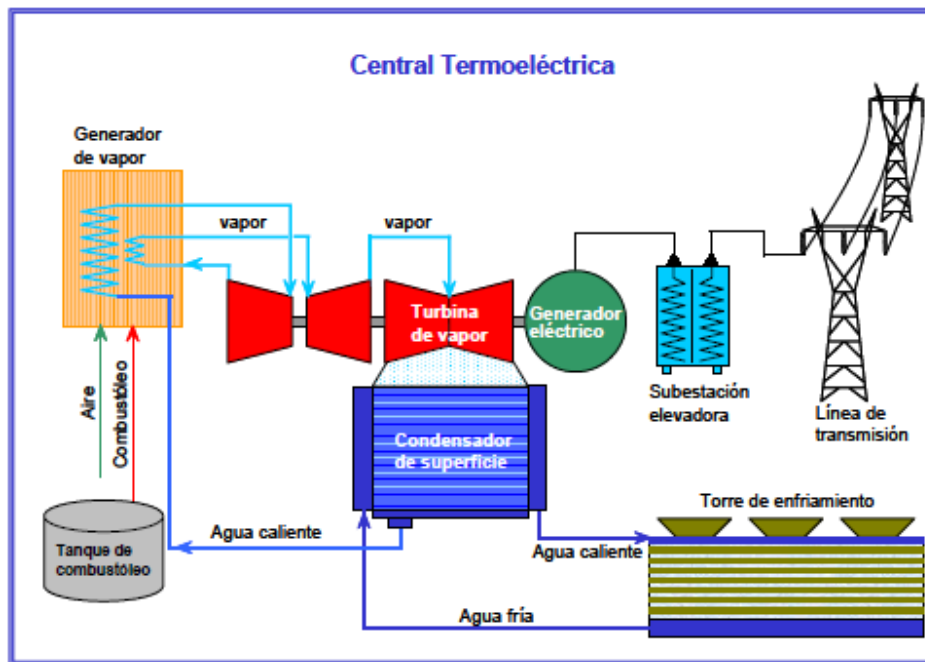 Central Termoeléctrica
Generador
de vapor
vapor
vapor
Turbina
de vapor
Generador
eléctrico
Subestación
elevadora
Línea de
transmisión
Aire
Combustóleo
Condensador
de superficie
Tanque de
combustóleo
Agua caliente
Agua caliente
Torre de enfriamiento
Agua fría